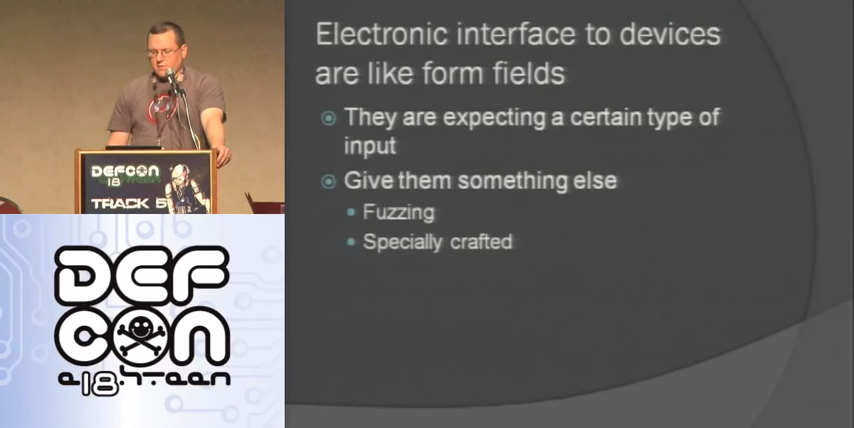 Electronic interface to devices
are like form fields
They are expecting a certain type of
input
Give them something else
Fuzzing
Specially crafted
DEFCON
18
TRACK 5
DEF
CON
e18hteen